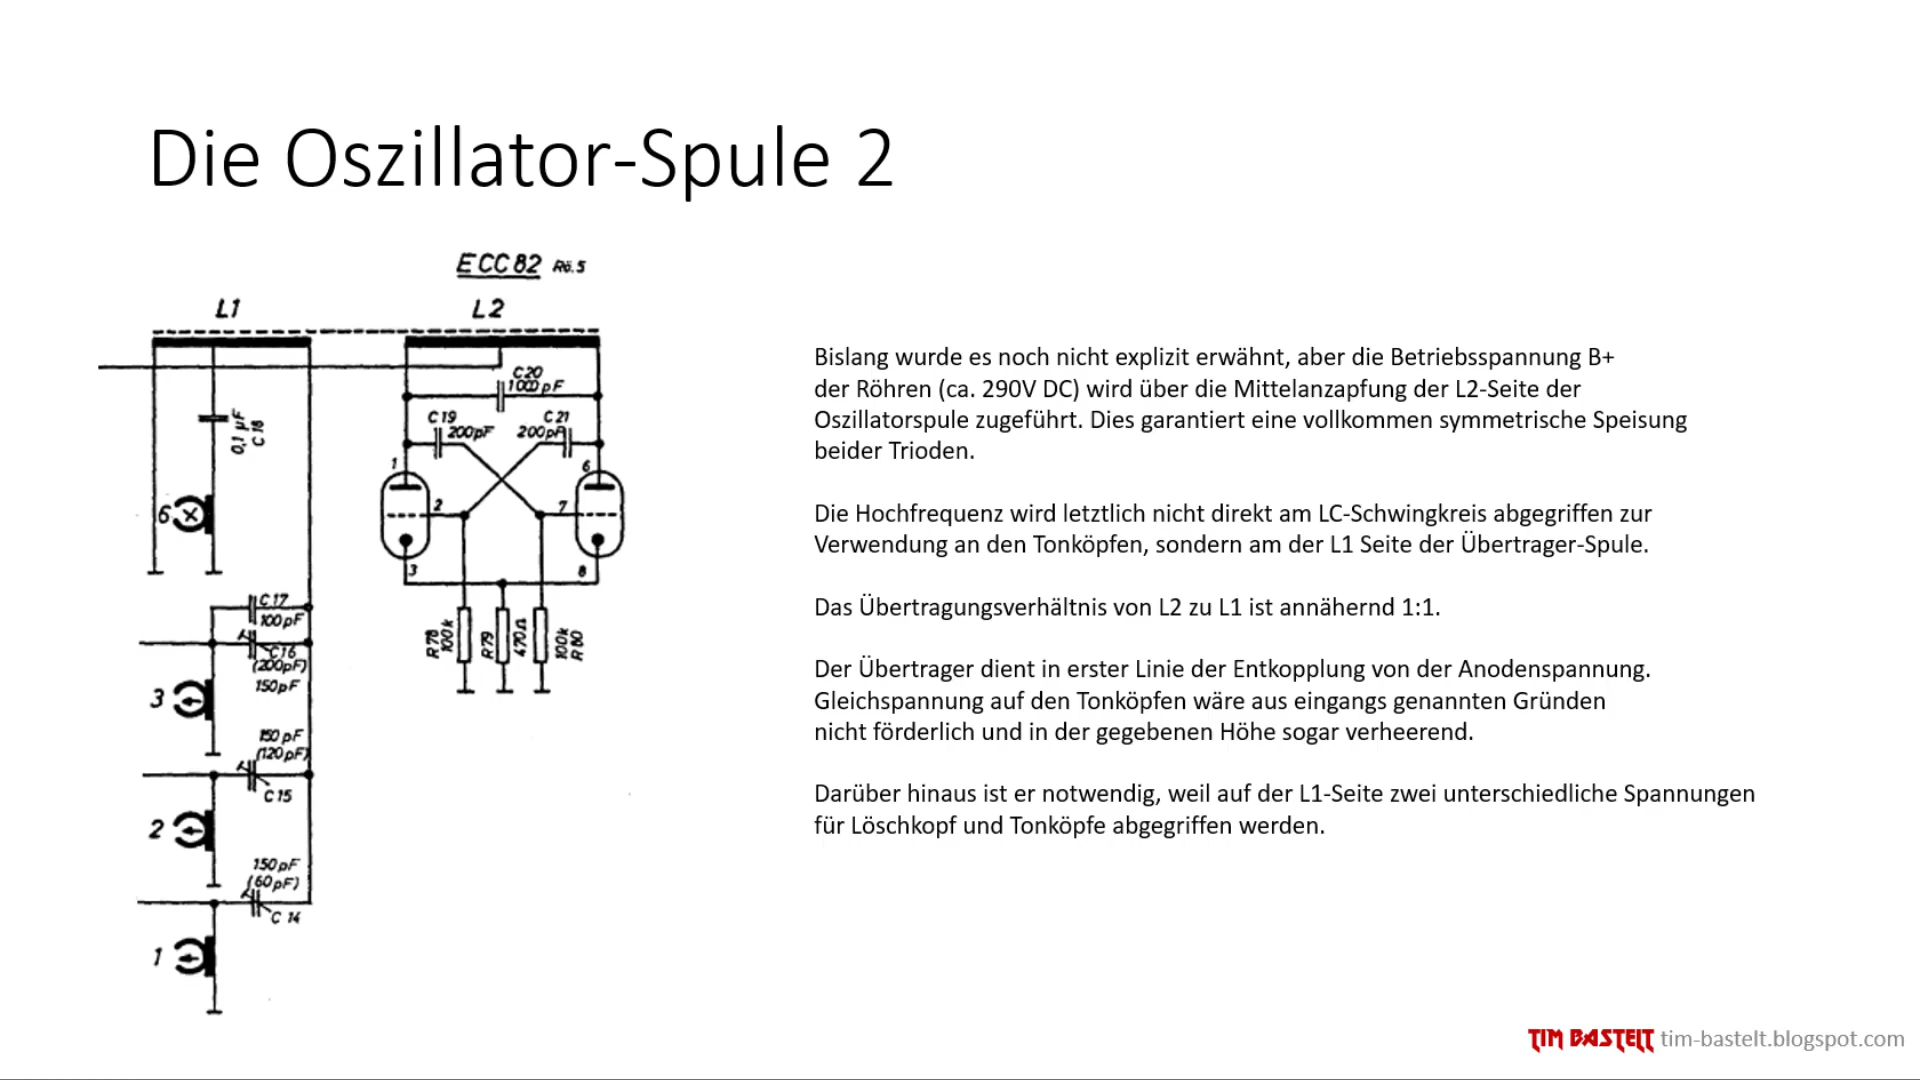 Die Oszillator-Spule 2
ECC82 Rö.5
L1
L2
C20
1000pF
C19
200pF
C21
200pF
0,1 µF
C18
1
6
2
7
3
8
6
C17
100pF
C16
(200pF)
150pF
3
R78
100k
R79
470Ω
100k
R80
150pF
(120pF)
C15
2
150pF
(60pF)
C 14
1
Bislang wurde es noch nicht explizit erwähnt, aber die Betriebsspannung B+
der Röhren (ca. 290V DC) wird über die Mittelanzapfung der L2-Seite der
Oszillatorspule zugeführt. Dies garantiert eine vollkommen symmetrische Speisung
beider Trioden.
Die Hochfrequenz wird letztlich nicht direkt am LC-Schwingkreis abgegriffen zur
Verwendung an den Tonköpfen, sondern am der L1 Seite der Übertrager-Spule.
Das Übertragungsverhältnis von L2 zu L1 ist annähernd 1:1.
Der Übertrager dient in erster Linie der Entkopplung von der Anodenspannung.
Gleichspannung auf den Tonköpfen wäre aus eingangs genannten Gründen
nicht förderlich und in der gegebenen Höhe sogar verheerend.
Darüber hinaus ist er notwendig, weil auf der L1-Seite zwei unterschiedliche Spannungen
für Löschkopf und Tonköpfe abgegriffen werden.
TIM BASTELT tim-bastelt.blogspot.com